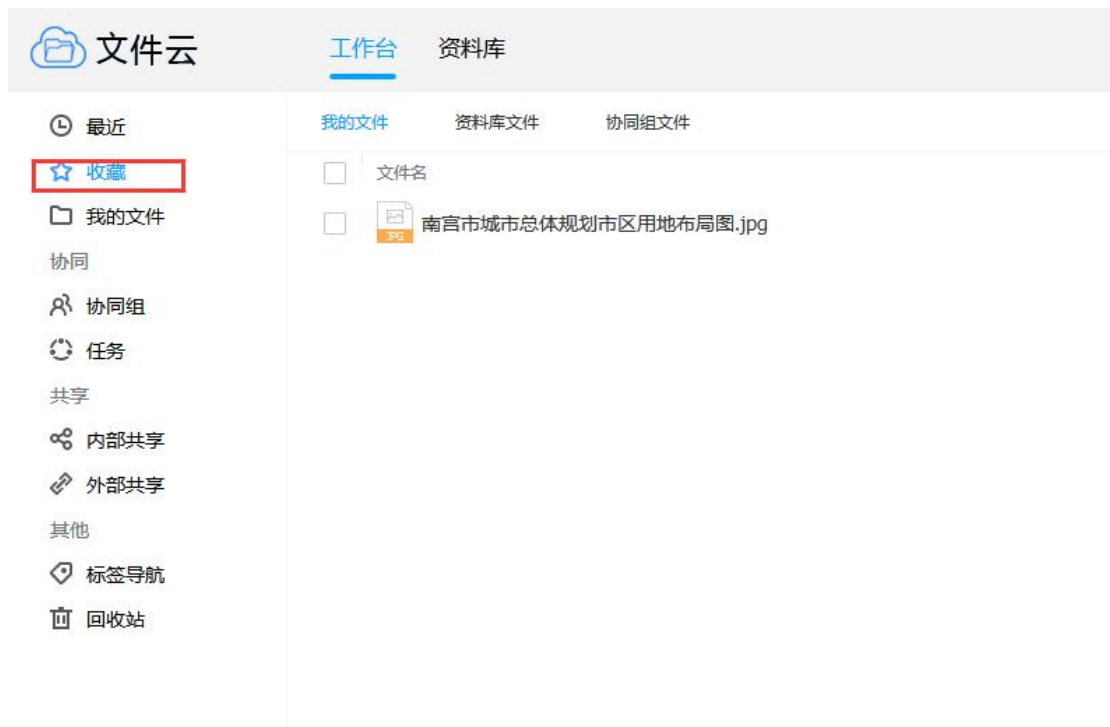 文件云
工作台 资料库
最近
收藏
我的文件
协同
协同组
任务
共享
内部共享
外部共享
其他
标签导航
回收站
我的文件 资料库文件 协同组文件
文件名
JPG 南宫市城市总体规划市区用地布局图.jpg